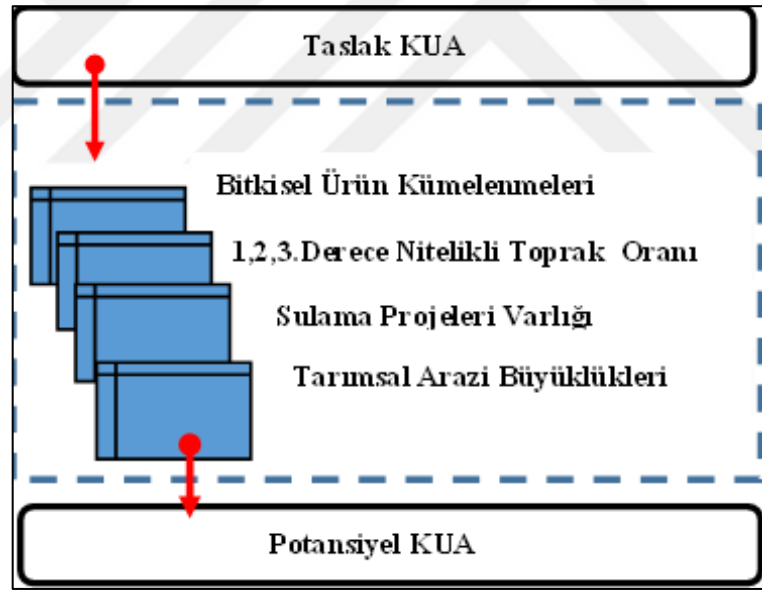 Taslak KUA
Bitkisel Ürün Kümelenmeleri
1,2,3.Derece Nitelikli Toprak Oranı
Sulama Projeleri Varlığı
Tarımsal Arazi Büyüklükleri
Potansiyel KUA